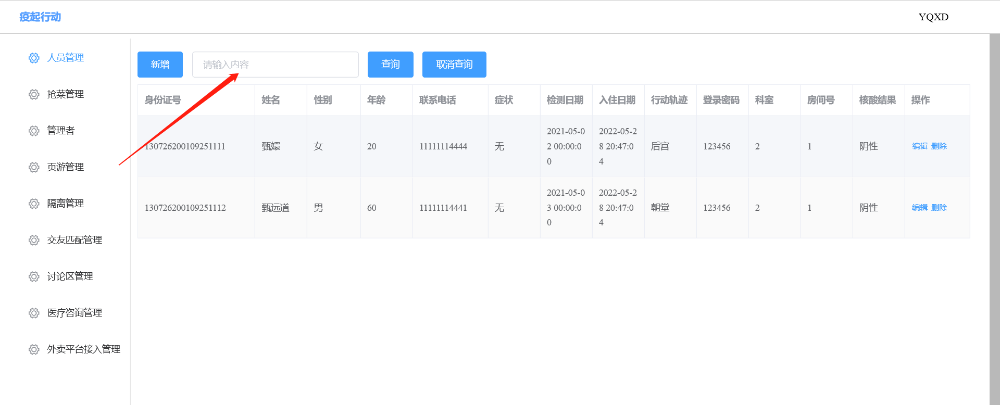 疫起行动
YQXD
人员管理
抢菜管理
管理者
页游管理
隔离管理
交友匹配管理
讨论区管理
医疗咨询管理
外卖平台接入管理
新增 请输入内容 查询 取消查询
身份证号 姓名 性别 年龄 联系电话 症状 检测日期 入住日期 行动轨迹 登录密码 科室 房间号 核酸结果 操作
130726200109251111 甄嬛 女 20 11111114444 无 2021-05-02 00:00:00 2022-05-28 20:47:04 后宫 123456 2 1 阴性 编辑 删除
130726200109251112 甄远道 男 60 11111114441 无 2021-05-03 00:00:00 2022-05-28 20:47:04 朝堂 123456 2 1 阴性 编辑 删除